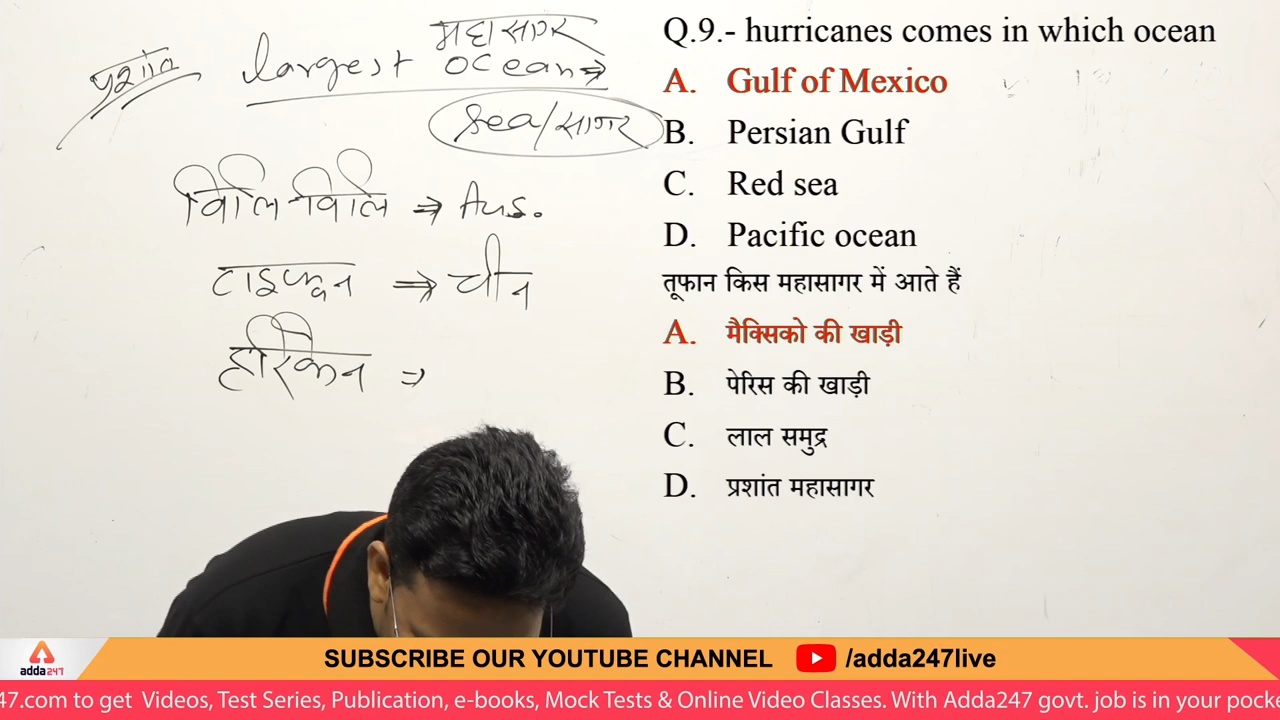 प्रशांत
largest महासागर
ocean ⇒
sea/सागर
विलि विलि ⇒ Aus.
टाइफून ⇒ चीन
हरिकेन ⇒
Q.9.- hurricanes comes in which ocean
A. Gulf of Mexico
B. Persian Gulf
C. Red sea
D. Pacific ocean
तूफान किस महासागर में आते हैं
A. मैक्सिको की खाड़ी
B. पेरिस की खाड़ी
C. लाल समुद्र
D. प्रशांत महासागर
adda247
SUBSCRIBE OUR YOUTUBE CHANNEL /adda247live
47.com to get Videos, Test Series, Publication, e-books, Mock Tests & Online Video Classes. With Adda247 govt. job is in your pocke